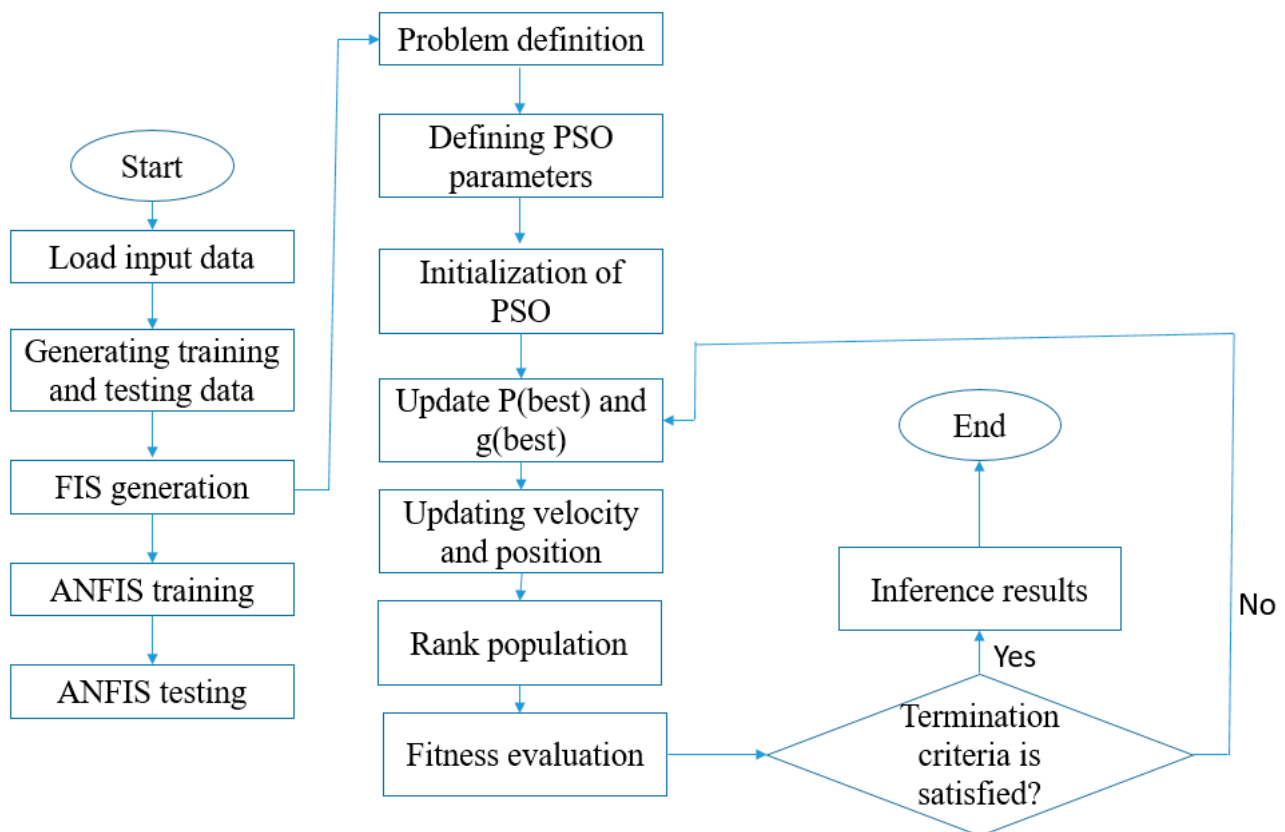 Start
Load input data
Generating training
and testing data
FIS generation
ANFIS training
ANFIS testing
Problem definition
Defining PSO
parameters
Initialization of
PSO
Update P(best) and
g(best)
Updating velocity
and position
Rank population
Fitness evaluation
Termination
criteria is
satisfied?
Yes
No
Inference results
End